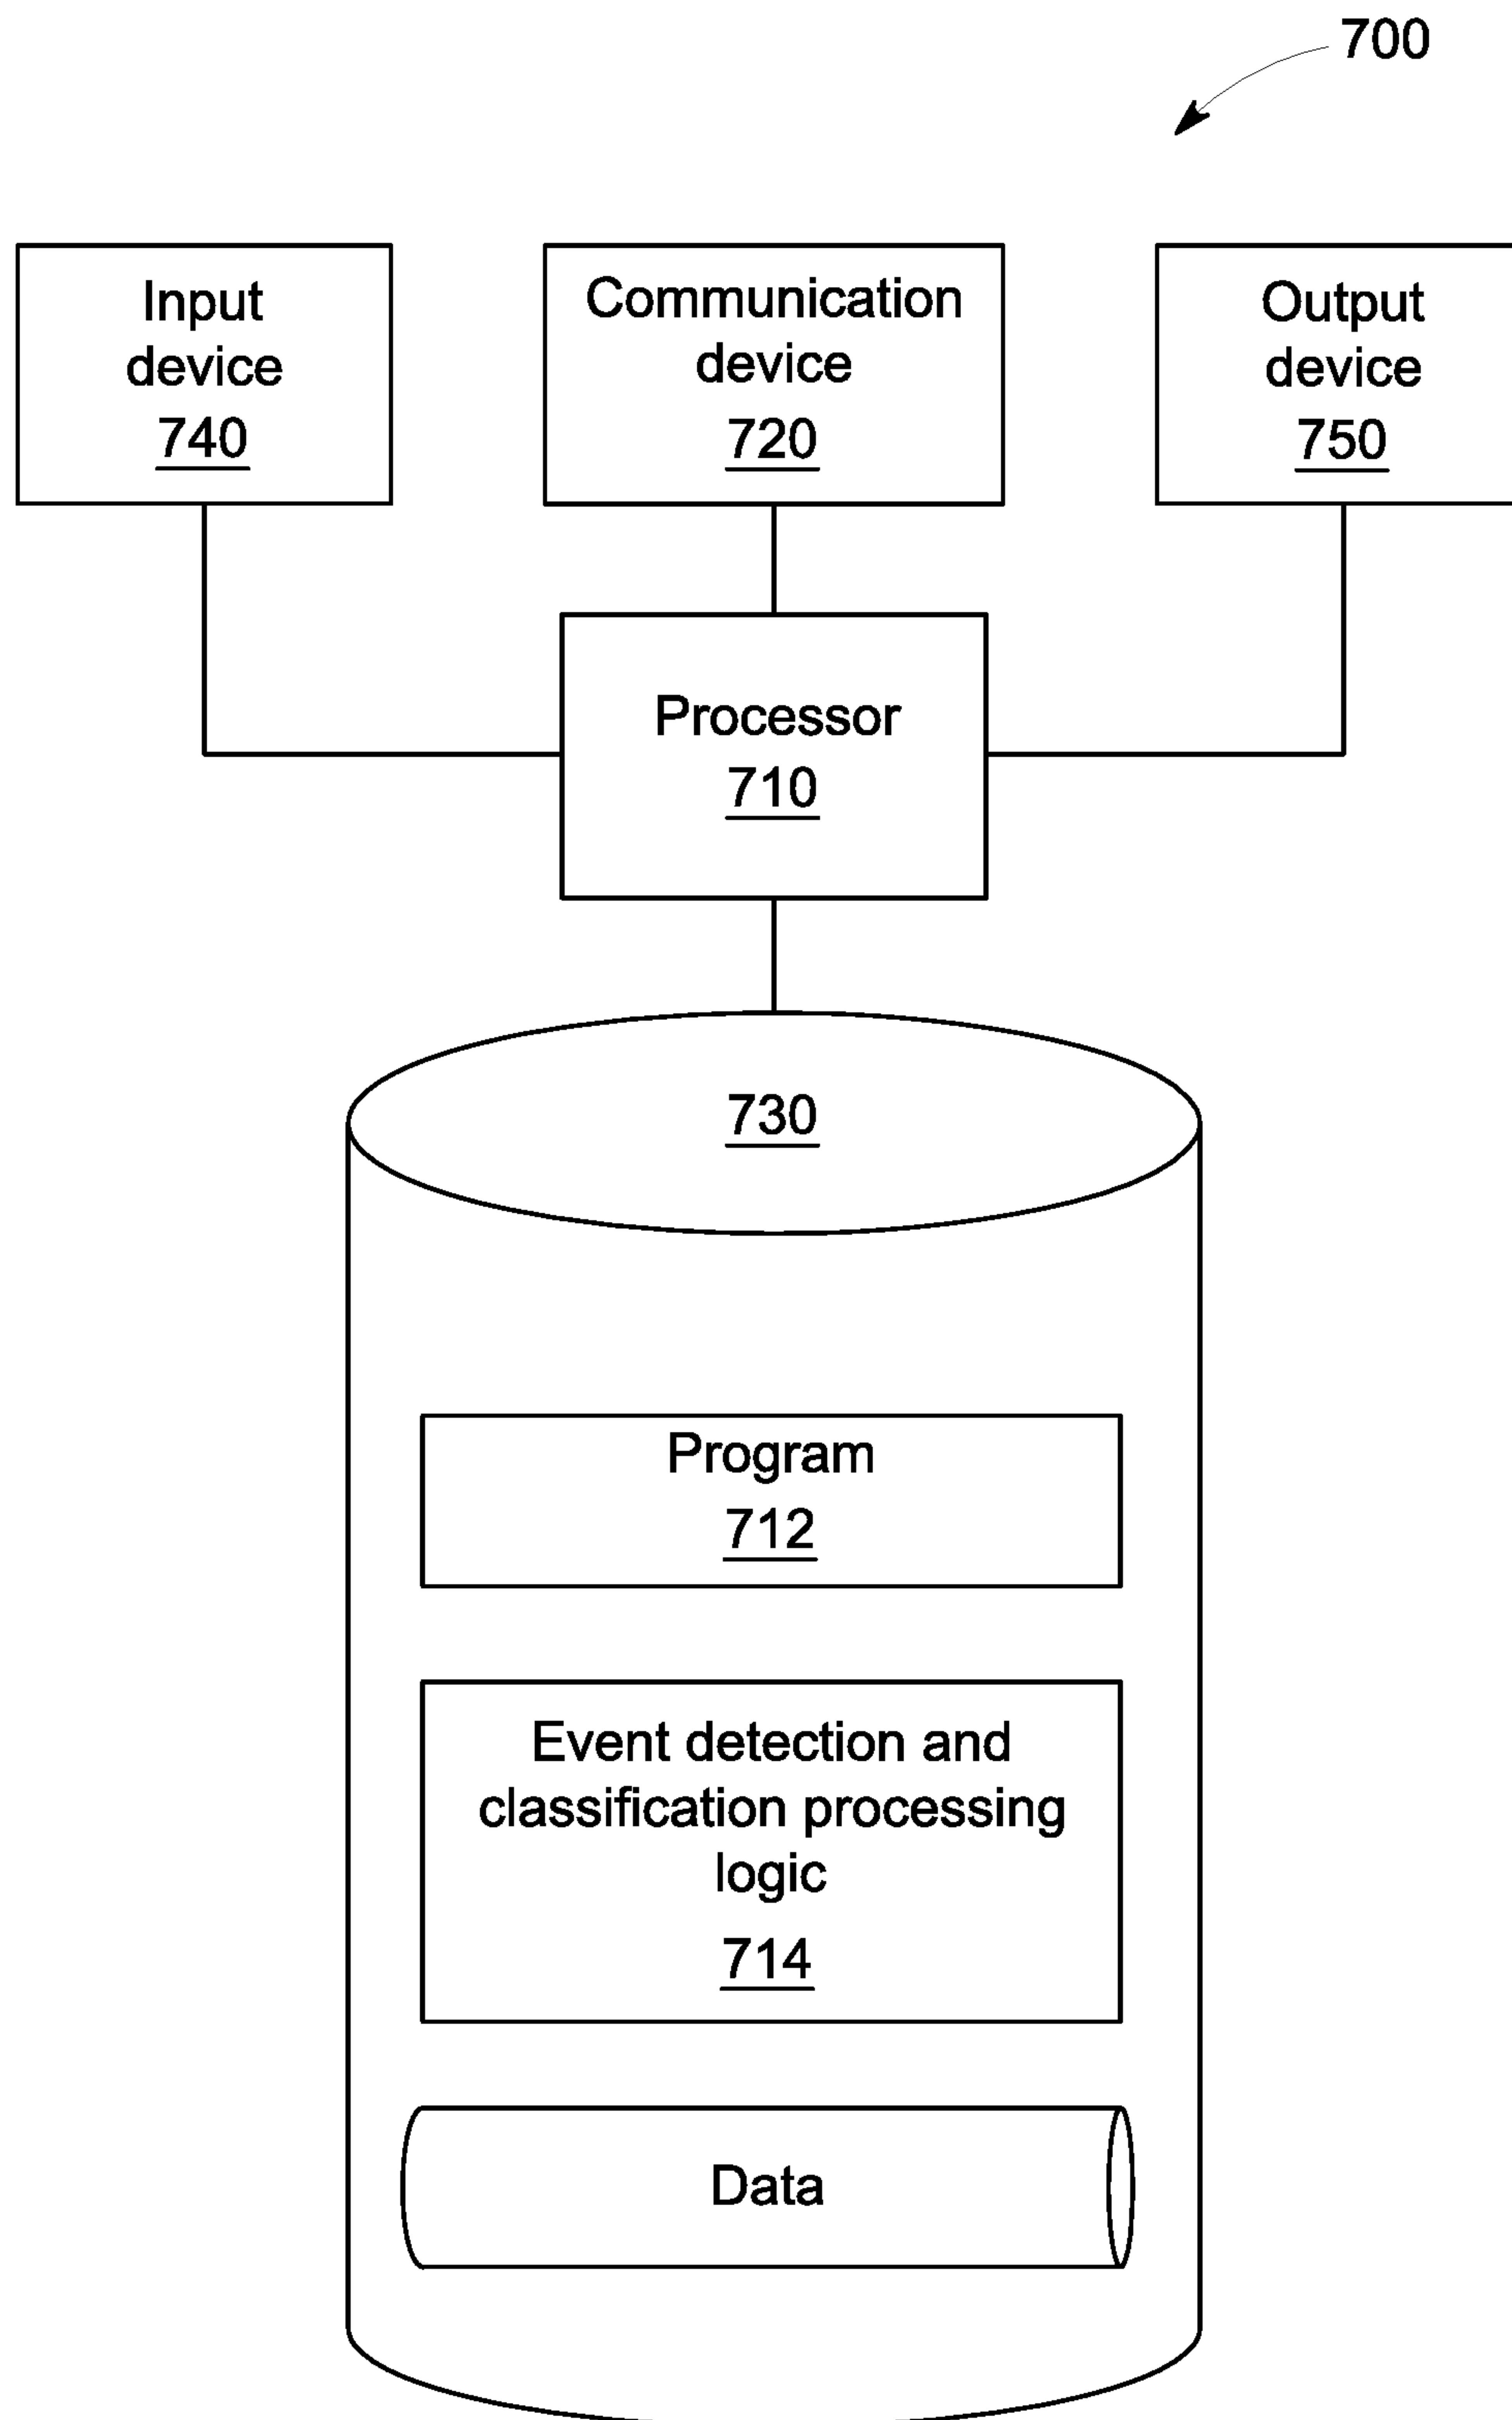 700
Input
device
740
Communication
device
720
Output
device
750
Processor
710
730
Program
712
Event detection and
classification processing
logic
714
Data